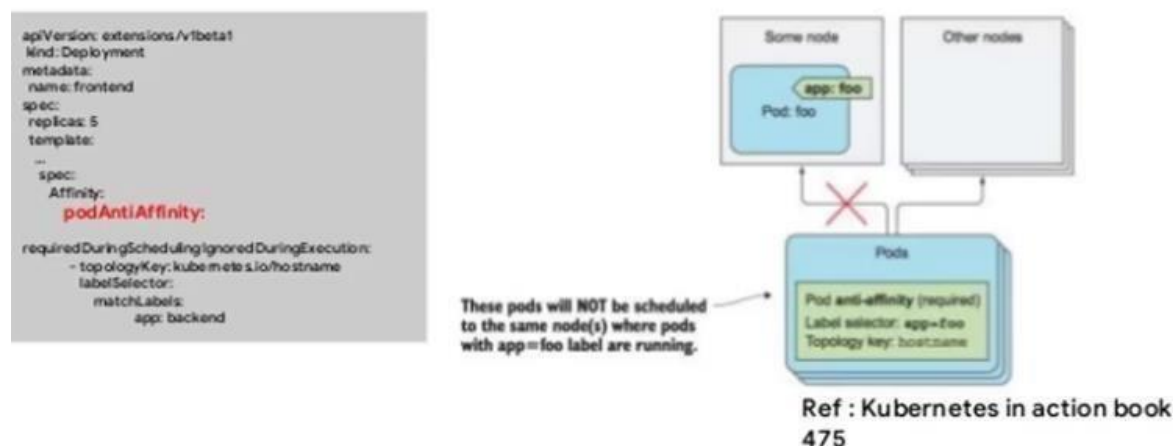 apiVersion: extensions/v1beta1
kind: Deployment
metadata:
name: frontend
spec:
replicas: 5
template:
...
spec:
Affinity:
podAntiAffinity:
requiredDuringSchedulingIgnoredDuringExecution:
- topologyKey: kubernetes.io/hostname
labelSelector:
matchLabels:
app: backend
Some node
app: foo
Pod: foo
Other nodes
Pods
Pod anti-affinity (required)
Label selector: app=foo
Topology key: hostname
These pods will NOT be scheduled
to the same node(s) where pods
with app=foo label are running.
Ref : Kubernetes in action book
475